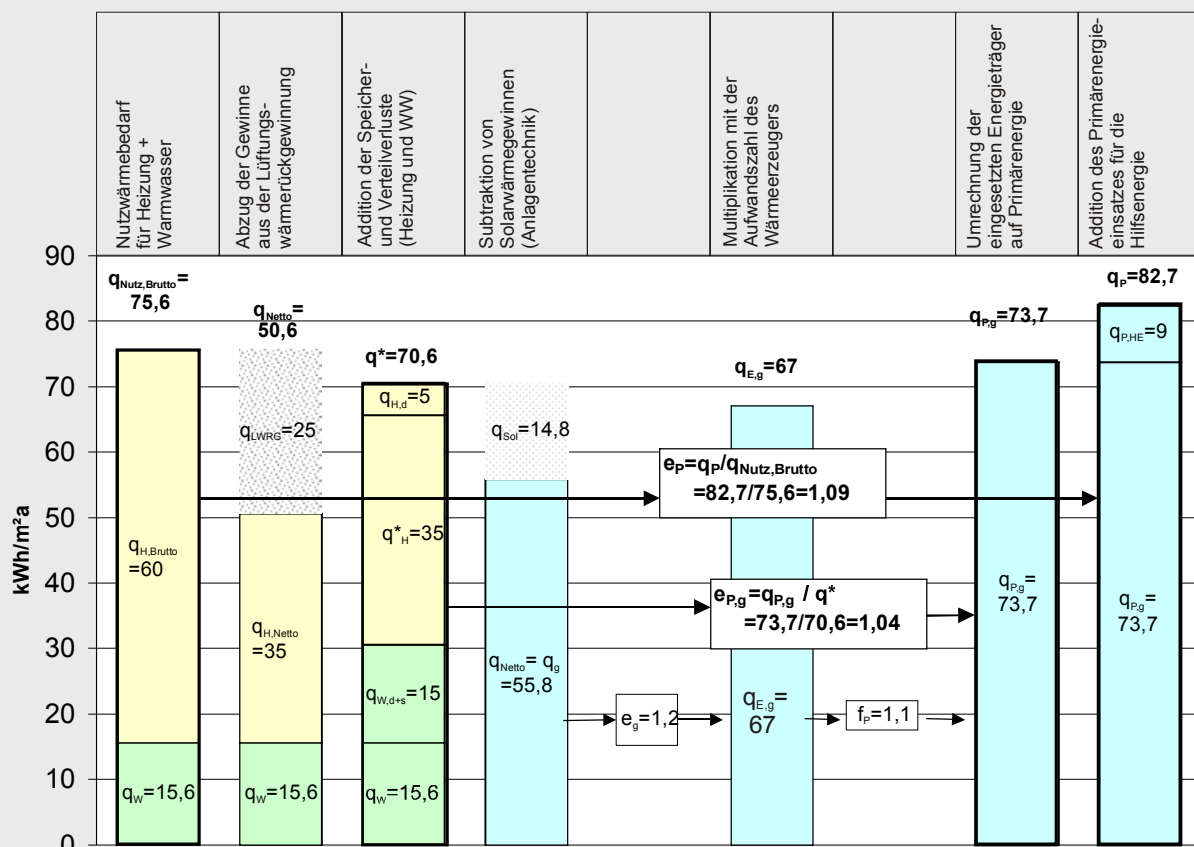 Nutzwärmebedarf
für Heizung +
Warmwasser
Abzug der Gewinne
aus der Lüftungs-
wärmerückgewinnung
Addition der Speicher-
und Verteilverluste
(Heizung und WW)
Subtraktion von
Solarwärmegewinnen
(Anlagentechnik)
Multiplikation mit der
Aufwandszahl des
Wärmeerzeugers
Umrechnung der
eingesetzten Energieträger
auf Primärenergie
Addition des Primärenergie-
einsatzes für die
Hilfsenergie
kWh/m²a
90
80
70
60
50
40
30
20
10
0
qNutz,Brutto=
75,6
qH,Brutto
=60
qW=15,6
qNetto=
50,6
qLWRG=25
qH,Netto
=35
qW=15,6
q*=70,6
qH,d=5
q*H=35
qW,d+s=15
qW=15,6
qSol=14,8
qNetto= qg
=55,8
eg=1,2
qE,g=67
eP=qP/qNutz,Brutto
=82,7/75,6=1,09
eP,g=qP,g / q*
=73,7/70,6=1,04
qE,g=
67
fP=1,1
qP,g=73,7
qP,g=
73,7
qP=82,7
qP,HE=9
qP,g=
73,7